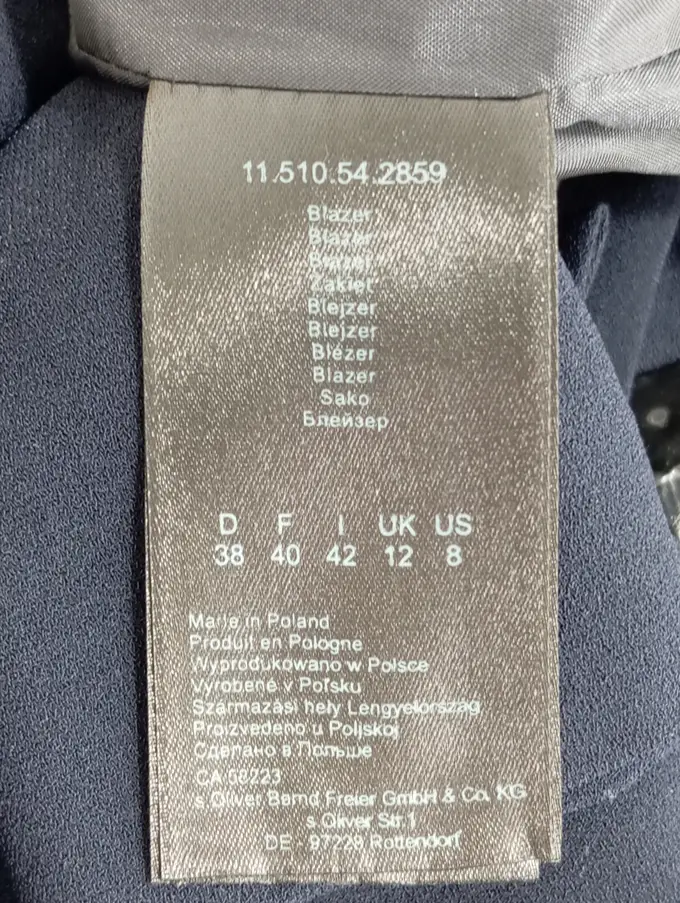 11.510.54.2859
Blazer
Blazer
Blazer
Żakiet
Blejzer
Blejzer
Blézer
Blazer
Sako
Блейзер
D F I UK US
38 40 42 12 8
Made in Poland
Produit en Pologne
Wyprodukowano w Polsce
Vyrobené v Poľsku
Származási hely Lengyelország
Proizvedeno u Poljskoj
Сделано в Польше
CA 58223
s.Oliver Bernd Freier GmbH & Co. KG
s.Oliver Str.1
DE - 97228 Rottendorf